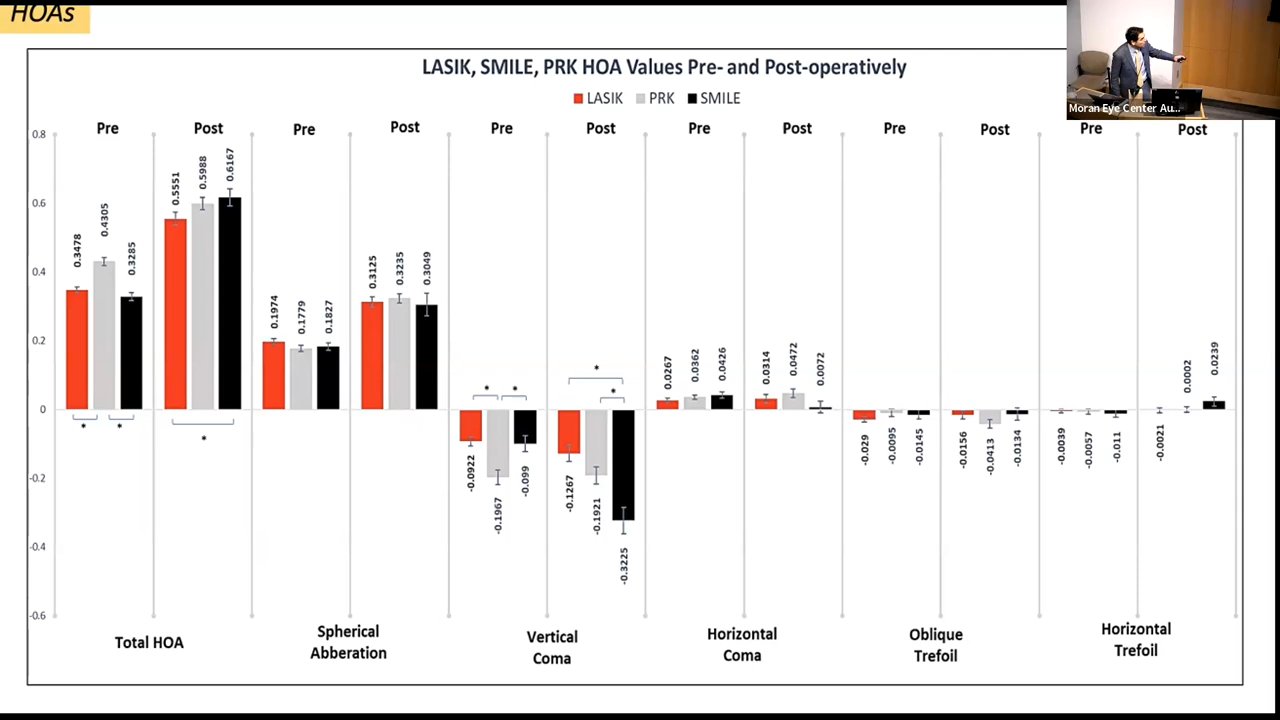 HOAs
LASIK, SMILE, PRK HOA Values Pre- and Post-operatively
LASIK PRK SMILE
Moran Eye Center Au...
Pre Post Pre Post Pre Post Pre Post Pre Post Pre Post
0.8
0.6
0.4
0.2
0
-0.2
-0.4
-0.6
0.3478 0.4305 0.3285
0.5551 0.5988 0.6167
0.1974 0.1779 0.1827
0.3125 0.3235 0.3049
-0.0922 -0.1967 -0.099
-0.1267 -0.1921 -0.3225
0.0267 0.0362 0.0426
0.0314 0.0472 0.0072
-0.029 -0.0095 -0.0145
-0.0156 -0.0413 -0.0134
-0.0039 -0.0057 -0.011
-0.0021 0.0002 0.0239
* *
*
* *
*
*
Total HOA
Spherical
Abberation
Vertical
Coma
Horizontal
Coma
Oblique
Trefoil
Horizontal
Trefoil